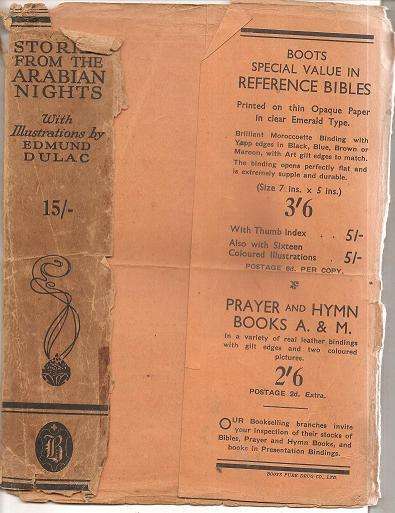 STORIES
FROM THE
ARABIAN
NIGHTS
With
Illustrations by
EDMUND
DULAC
15/-
B
BOOTS
SPECIAL VALUE IN
REFERENCE BIBLES
Printed on thin Opaque Paper
in clear Emerald Type.
Brilliant Moroccoette Binding with
Yapp edges in Black, Blue, Brown or
Maroon, with Art gilt edges to match.
The binding opens perfectly flat and
is extremely supple and durable.
(Size 7 ins. x 5 ins.)
3'6
With Thumb Index . . 5/-
Also with Sixteen
Coloured Illustrations . 5/-
POSTAGE 6d. PER COPY.
PRAYER AND HYMN
BOOKS A. & M.
In a variety of real leather bindings
with gilt edges and two coloured
pictures.
2'6
POSTAGE 2d. Extra.
OUR Bookselling branches invite
your inspection of their stocks of
Bibles, Prayer and Hymn Books, and
books in Presentation Bindings.
BOOTS PURE DRUG CO., LTD.